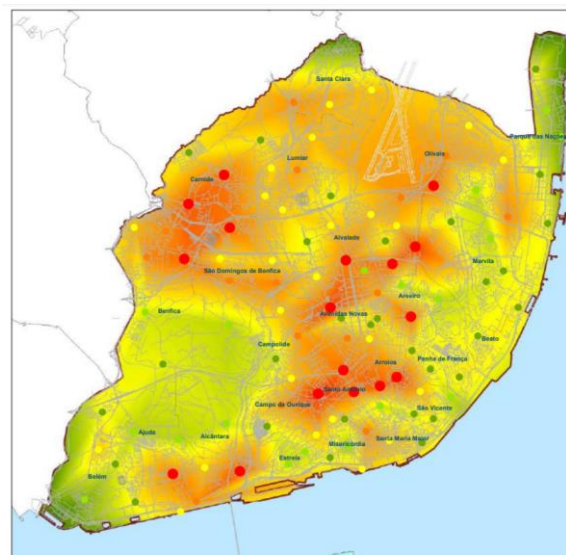 Santa Clara
Parque das Nações
Lumiar
Olivais
Carnide
Alvalade
Marvila
São Domingos de Benfica
Areeiro
Benfica
Avenidas Novas
Beato
Campolide
Penha de França
Arroios
Santo António
Campo de Ourique
São Vicente
Ajuda
Alcântara
Santa Maria Maior
Misericórdia
Estrela
Belém